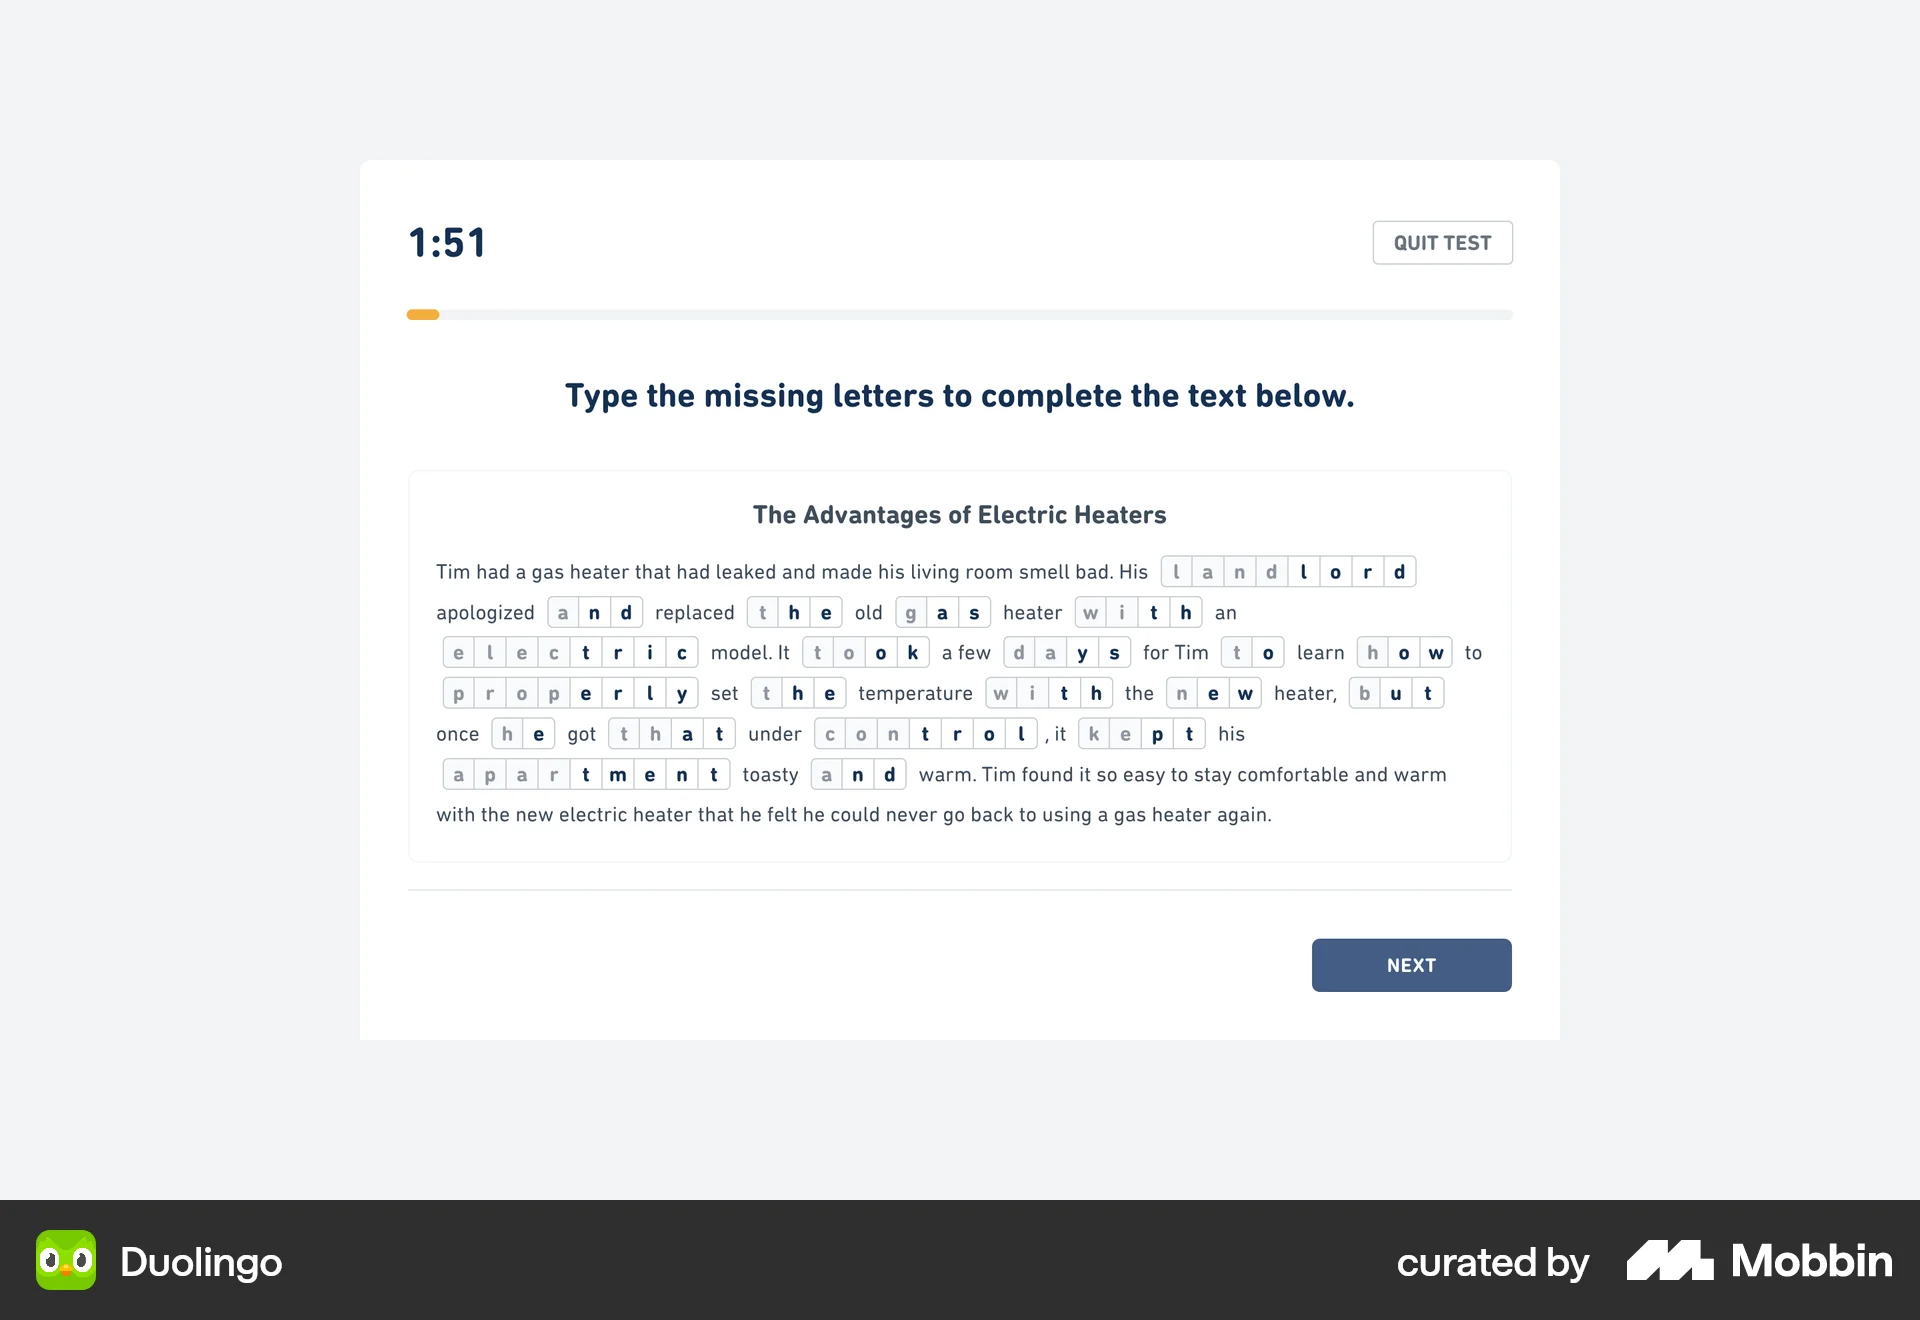 1:51
QUIT TEST
Type the missing letters to complete the text below.
The Advantages of Electric Heaters
Tim had a gas heater that had leaked and made his living room smell bad. His landlord
apologized and replaced the old gas heater with an
electric model. It took a few days for Tim to learn how to
properly set the temperature with the new heater, but
once he got that under control, it kept his
apartment toasty and warm. Tim found it so easy to stay comfortable and warm
with the new electric heater that he felt he could never go back to using a gas heater again.
NEXT
Duolingo
curated by Mobbin